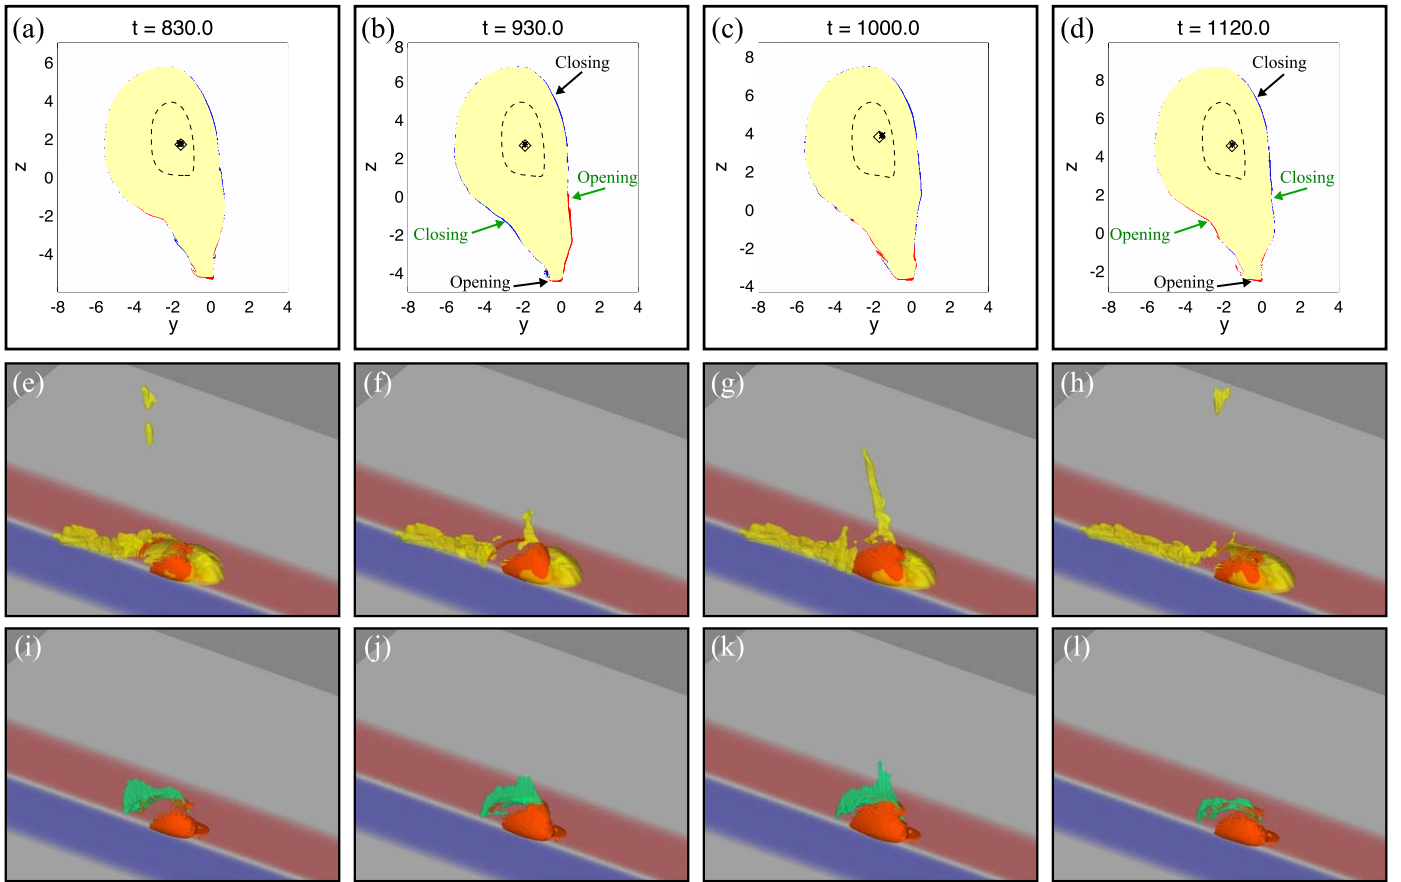 (a) t = 830.0
6
4
2
0
-2
-4
z
-8 -6 -4 -2 0 2 4
y
(b) t = 930.0
8
6
4
2
0
-2
-4
z
Closing
Opening
Closing
Opening
-8 -6 -4 -2 0 2 4
y
(c) t = 1000.0
8
6
4
2
0
-2
-4
z
-8 -6 -4 -2 0 2 4
y
(d) t = 1120.0
8
6
4
2
0
-2
z
Closing
Closing
Opening
Opening
-8 -6 -4 -2 0 2 4
y
(e) (f) (g) (h)
(i) (j) (k) (l)